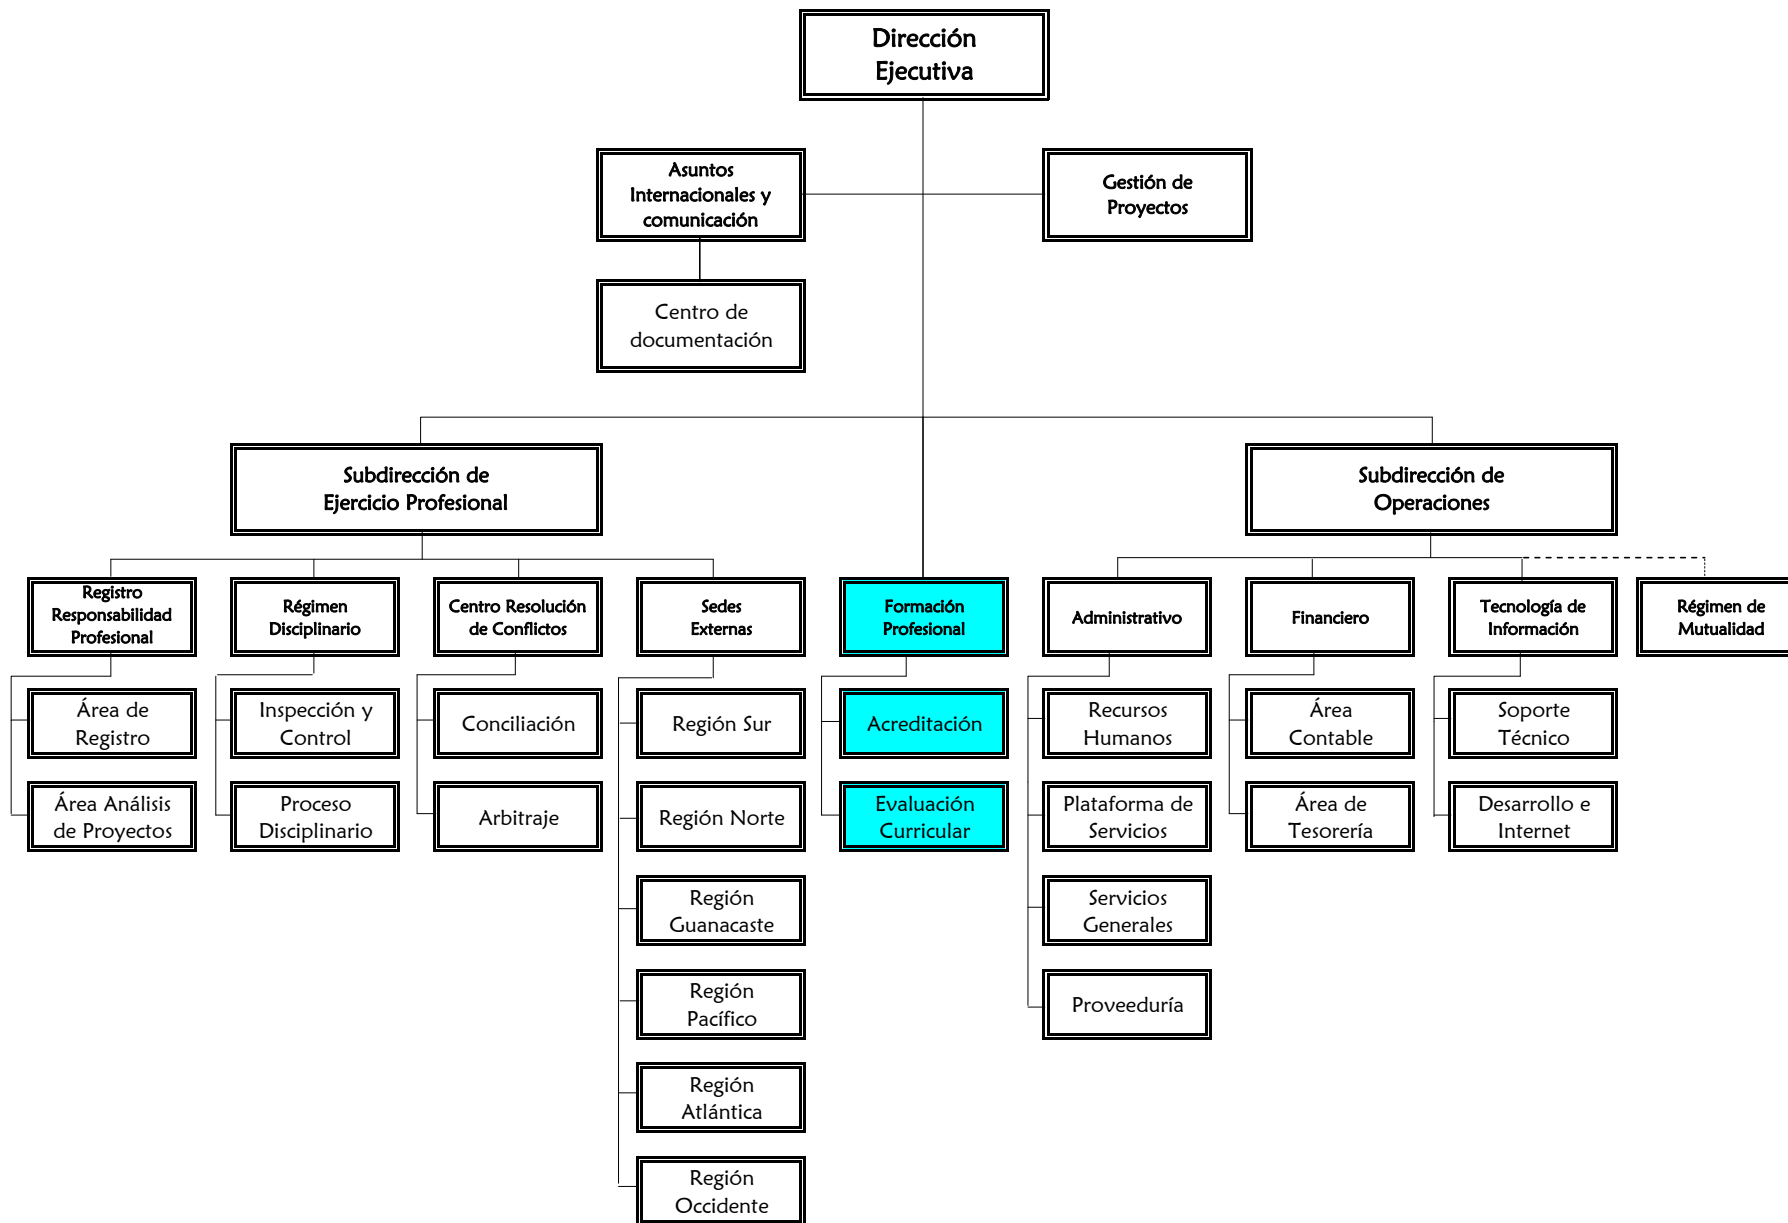 Dirección
Ejecutiva
Asuntos
Internacionales y
comunicación
Gestión de
Proyectos
Centro de
documentación
Subdirección de
Ejercicio Profesional
Subdirección de
Operaciones
Registro
Responsabilidad
Profesional
Régimen
Disciplinario
Centro Resolución
de Conflictos
Sedes
Externas
Formación
Profesional
Administrativo
Financiero
Tecnología de
Información
Régimen de
Mutualidad
Área de
Registro
Inspección y
Control
Conciliación
Región Sur
Acreditación
Recursos
Humanos
Área
Contable
Soporte
Técnico
Área Análisis
de Proyectos
Proceso
Disciplinario
Arbitraje
Región Norte
Evaluación
Curricular
Plataforma de
Servicios
Área de
Tesorería
Desarrollo e
Internet
Región
Guanacaste
Servicios
Generales
Región
Pacífico
Proveeduría
Región
Atlántica
Región
Occidente